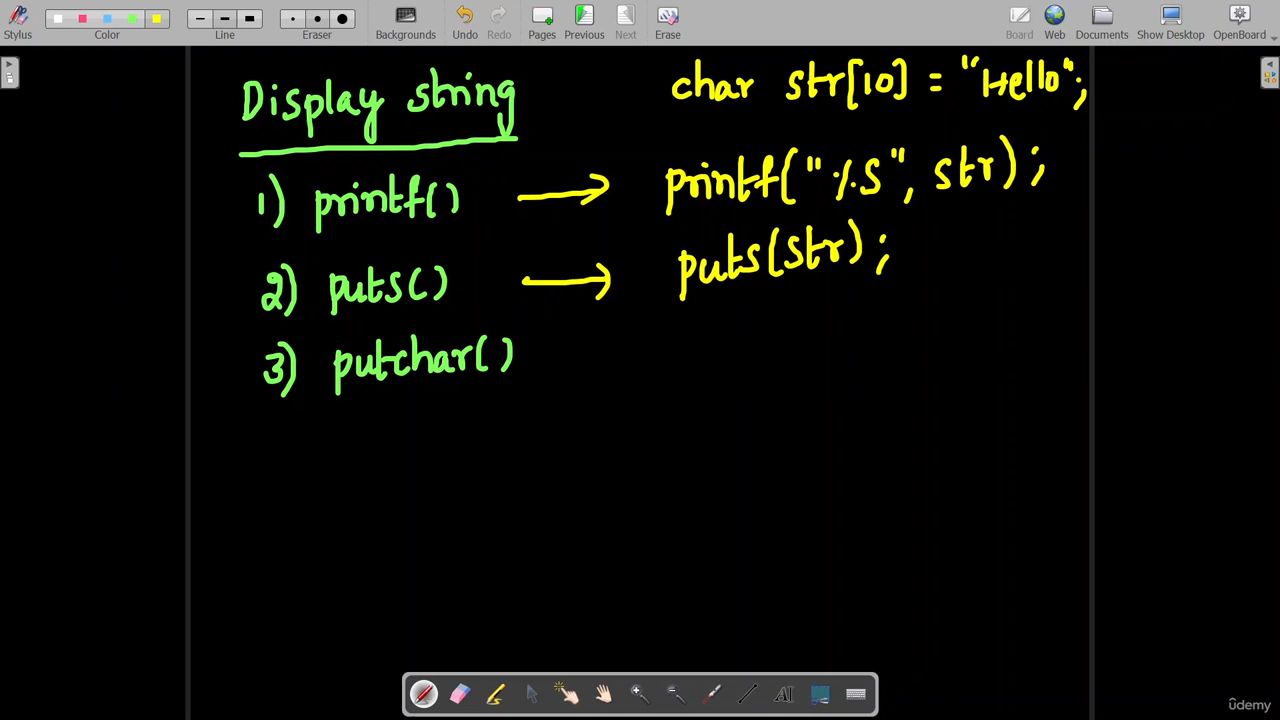 Stylus
Color
Line
Eraser
Backgrounds
Undo
Redo
Pages
Previous
Next
Erase
Board
Web
Documents
Show Desktop
OpenBoard
Display string
char str[10] = "Hello";
1) printf() → printf("%s", str);
2) puts() → puts(str);
3) putchar()
AI
ûdemy